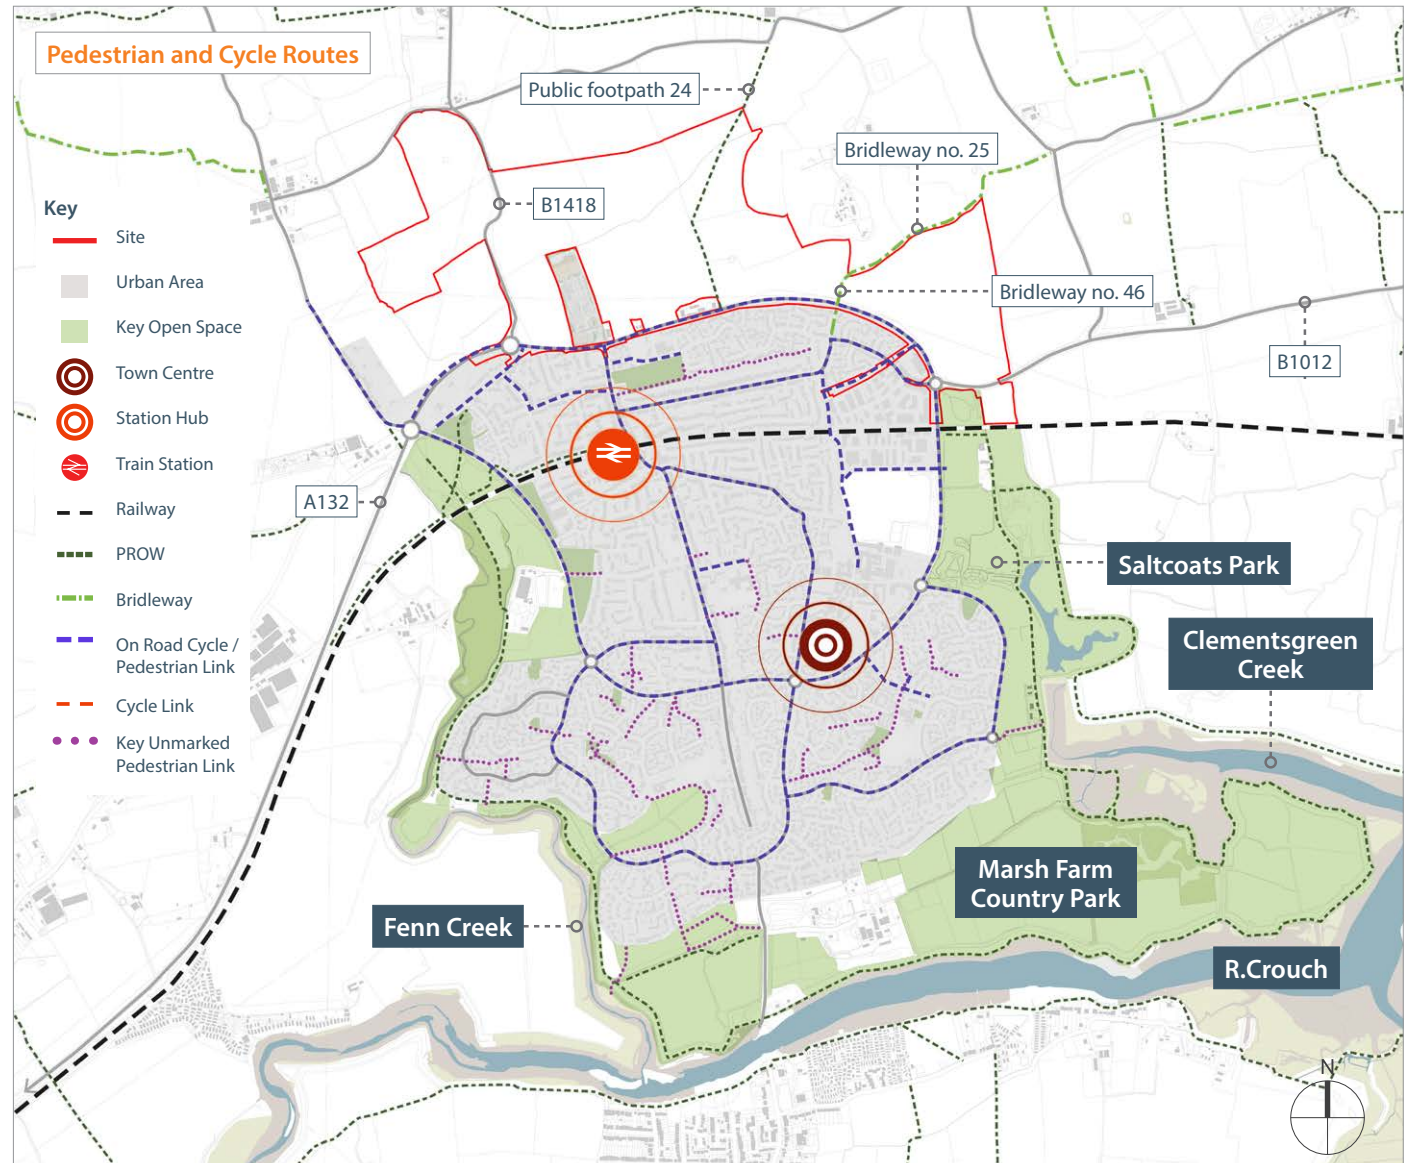 Pedestrian and Cycle Routes
Public footpath 24
Bridleway no. 25
B1418
Bridleway no. 46
B1012
Key
Site
Urban Area
Key Open Space
Town Centre
Station Hub
Train Station
Railway
PROW
Bridleway
On Road Cycle /
Pedestrian Link
Cycle Link
Key Unmarked
Pedestrian Link
A132
Saltcoats Park
Clementsgreen
Creek
Marsh Farm
Country Park
Fenn Creek
R.Crouch
N